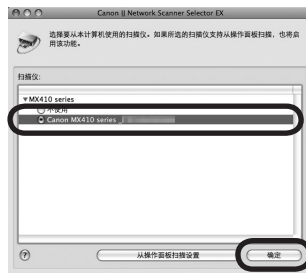 Canon IJ Network Scanner Selector EX
选择要从本计算机使用的扫描仪。如果所选的扫描仪支持从操作面板扫描，也将启
用该功能。
扫描仪:
MX410 series
不使用
Canon MX410 series _
从操作面板扫描设置
确定